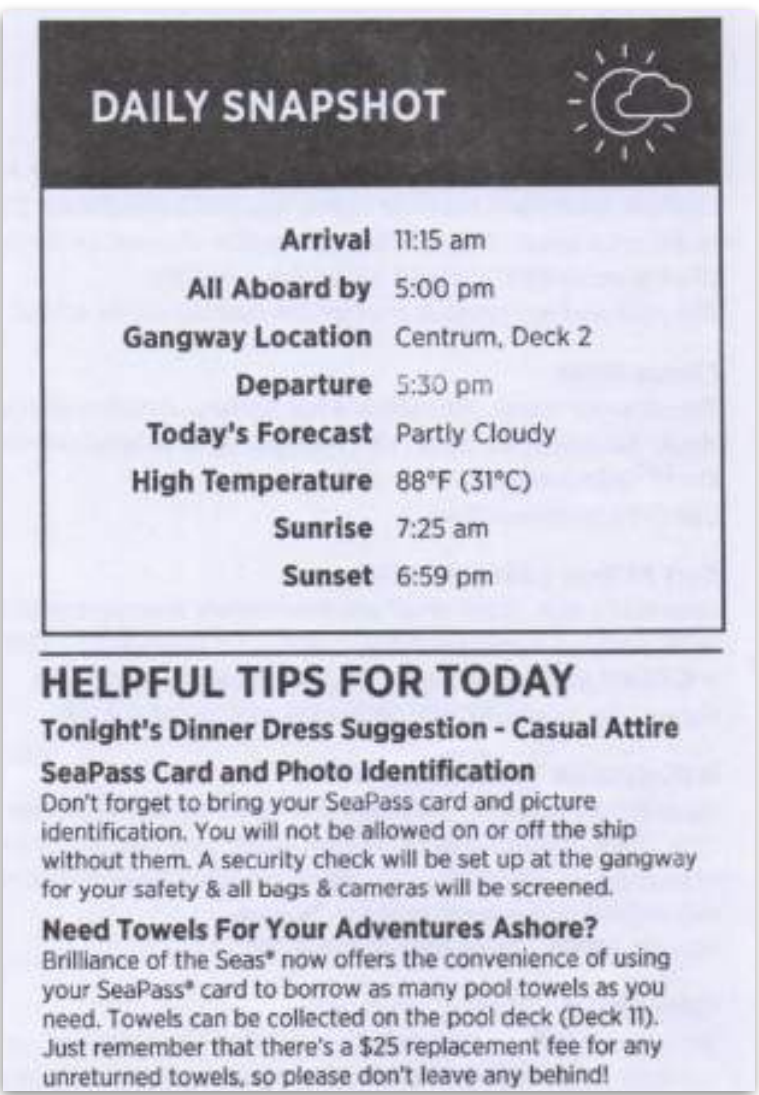 DAILY SNAPSHOT
Arrival 11:15 am
All Aboard by 5:00 pm
Gangway Location Centrum, Deck 2
Departure 5:30 pm
Today's Forecast Partly Cloudy
High Temperature 88°F (31°C)
Sunrise 7:25 am
Sunset 6:59 pm
HELPFUL TIPS FOR TODAY
Tonight's Dinner Dress Suggestion - Casual Attire
SeaPass Card and Photo Identification
Don't forget to bring your SeaPass card and picture
identification. You will not be allowed on or off the ship
without them. A security check will be set up at the gangway
for your safety & all bags & cameras will be screened.
Need Towels For Your Adventures Ashore?
Brilliance of the Seas® now offers the convenience of using
your SeaPass® card to borrow as many pool towels as you
need. Towels can be collected on the pool deck (Deck 11).
Just remember that there's a $25 replacement fee for any
unreturned towels, so please don't leave any behind!